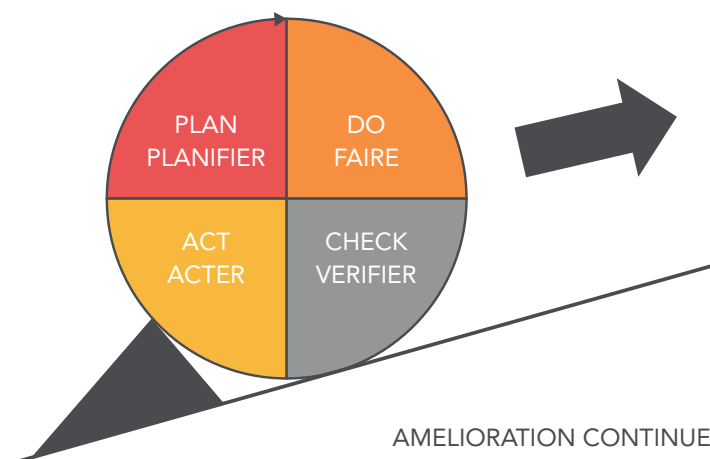 PLAN
PLANIFIER
DO
FAIRE
ACT
ACTER
CHECK
VERIFIER
AMELIORATION CONTINUE